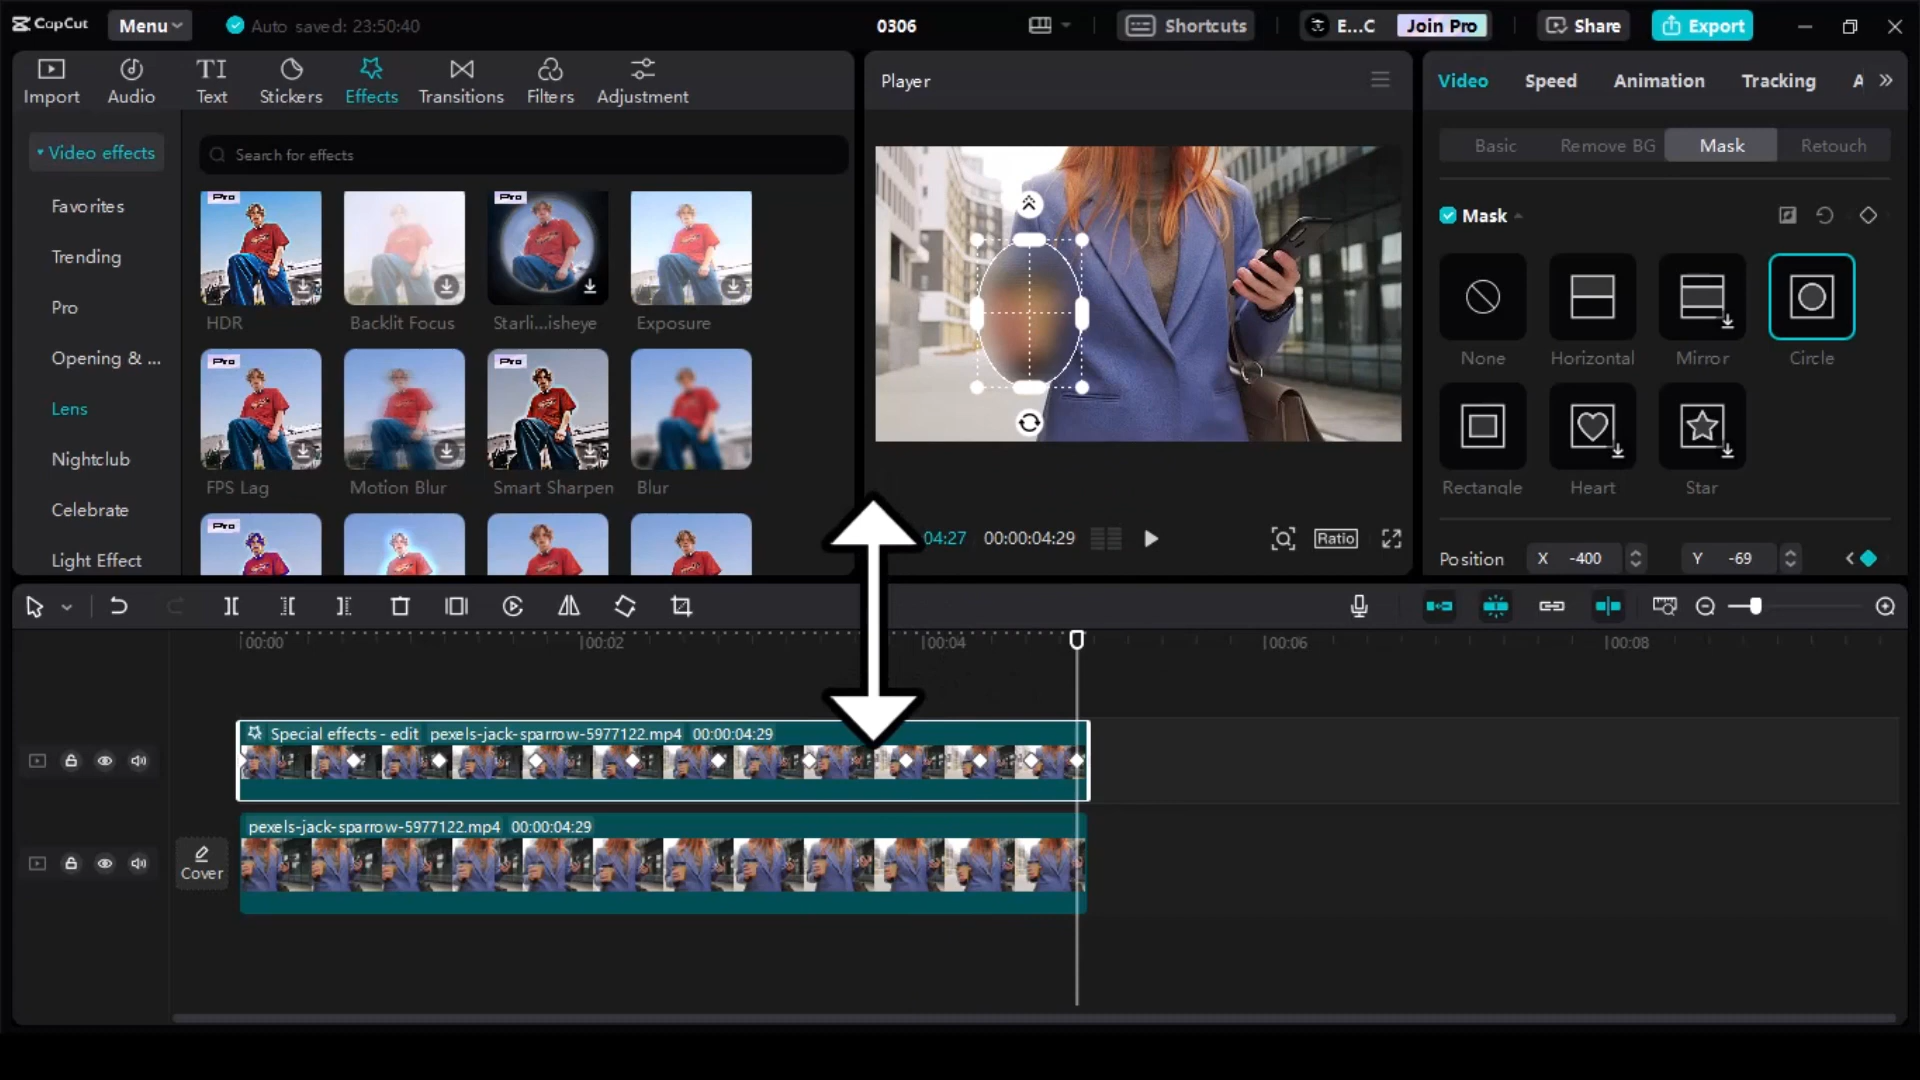 CapCut
Menu
Auto saved: 23:50:40
0306
Shortcuts
E...C
Join Pro
Share
Export
Import
Audio
TI
Text
Stickers
Effects
Transitions
Filters
Adjustment
Player
Video
Speed
Animation
Tracking
Video effects
Favorites
Trending
Pro
Opening & ...
Lens
Nightclub
Celebrate
Light Effect
Search for effects
Pro
HDR
Backlit Focus
Pro
Starli...isheye
Exposure
Pro
FPS Lag
Motion Blur
Pro
Smart Sharpen
Blur
Pro
04:27
00:00:04:29
Ratio
Basic
Remove BG
Mask
Retouch
Mask
None
Horizontal
Mirror
Circle
Rectangle
Heart
Star
Position
X
-400
Y
-69
00:00
00:02
00:04
00:06
00:08
Special effects - edit pexels-jack-sparrow-5977122.mp4 00:00:04:29
pexels-jack-sparrow-5977122.mp4 00:00:04:29
Cover